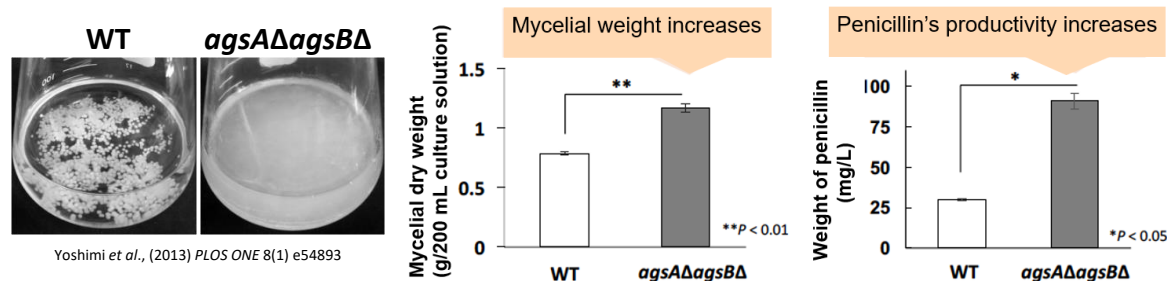 WT
agsAΔagsBΔ
Yoshimi et al., (2013) PLOS ONE 8(1) e54893
Mycelial weight increases
Mycelial dry weight
(g/200 mL culture solution)
1.5
1
0.5
0
**
**P < 0.01
WT
agsAΔagsBΔ
Penicillin’s productivity increases
Weight of penicillin
(mg/L)
100
75
50
25
0
*
*P < 0.05
WT
agsAΔagsBΔ